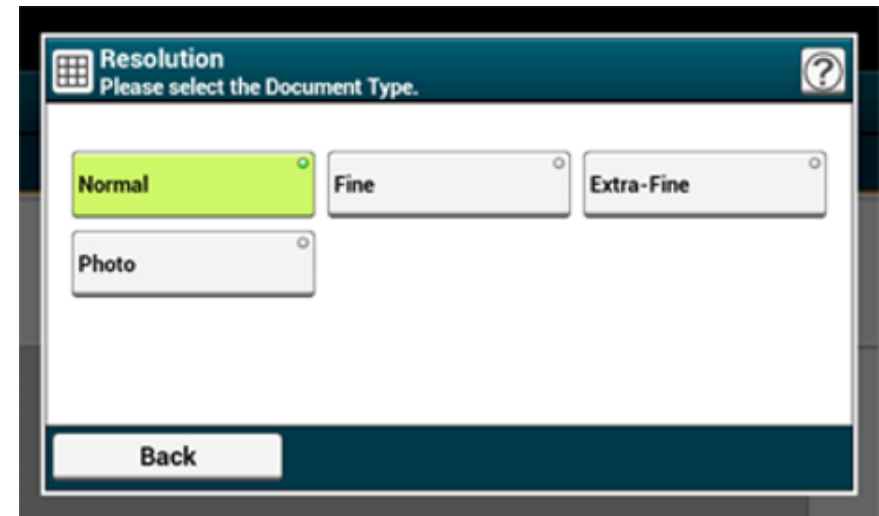 Resolution
Please select the Document Type.
?
Normal
Fine
Extra-Fine
Photo
Back